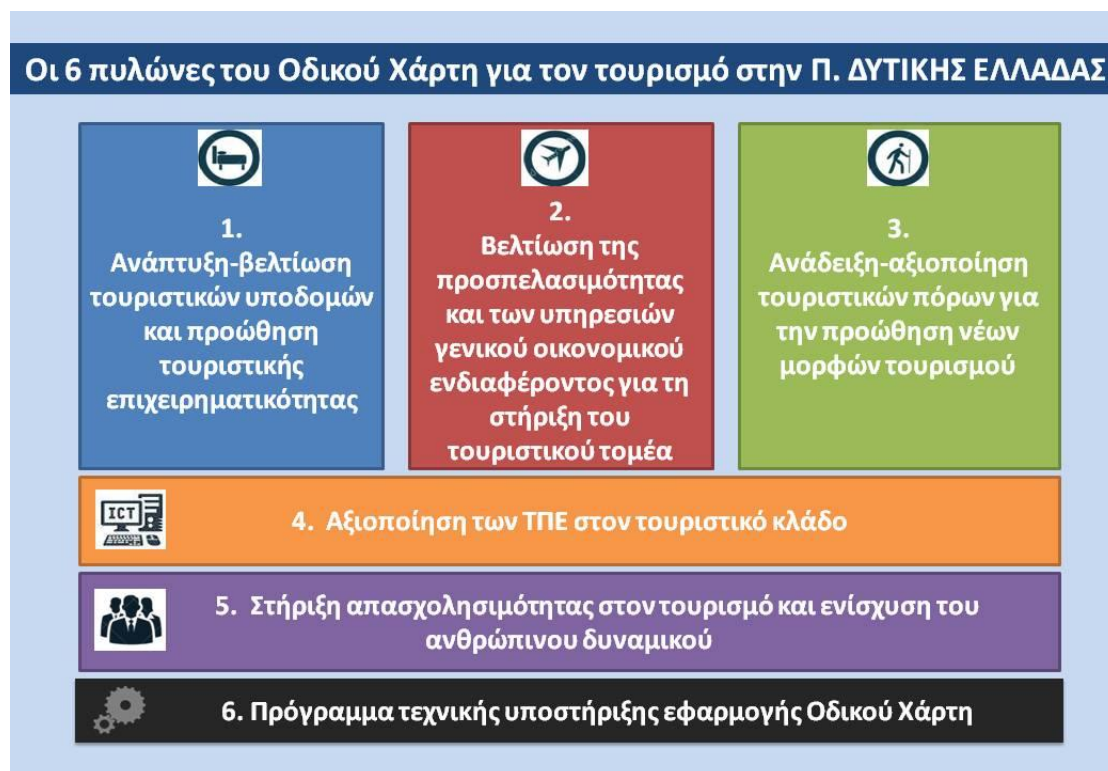 Οι 6 πυλώνες του Οδικού Χάρτη για τον τουρισμό στην Π. ΔΥΤΙΚΗΣ ΕΛΛΑΔΑΣ
1.
Ανάπτυξη-βελτίωση
τουριστικών υποδομών
και προώθηση
τουριστικής
επιχειρηματικότητας
2.
Βελτίωση της
προσπελασιμότητας
και των υπηρεσιών
γενικού οικονομικού
ενδιαφέροντος για τη
στήριξη του
τουριστικού τομέα
3.
Ανάδειξη-αξιοποίηση
τουριστικών πόρων για
την προώθηση νέων
μορφών τουρισμού
ICT
4. Αξιοποίηση των ΤΠΕ στον τουριστικό κλάδο
5. Στήριξη απασχολησιμότητας στον τουρισμό και ενίσχυση του
ανθρώπινου δυναμικού
6. Πρόγραμμα τεχνικής υποστήριξης εφαρμογής Οδικού Χάρτη